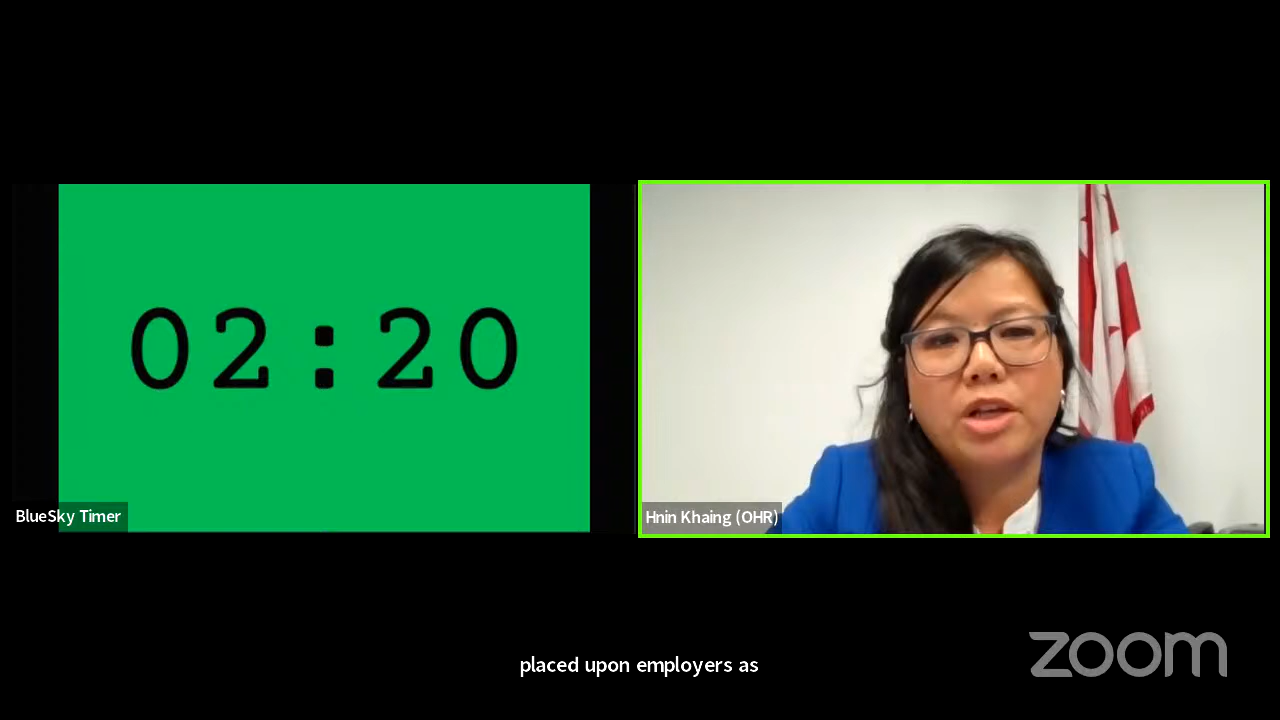 02:20
BlueSky Timer
Hnin Khaing (OHR)
placed upon employers as
zoom